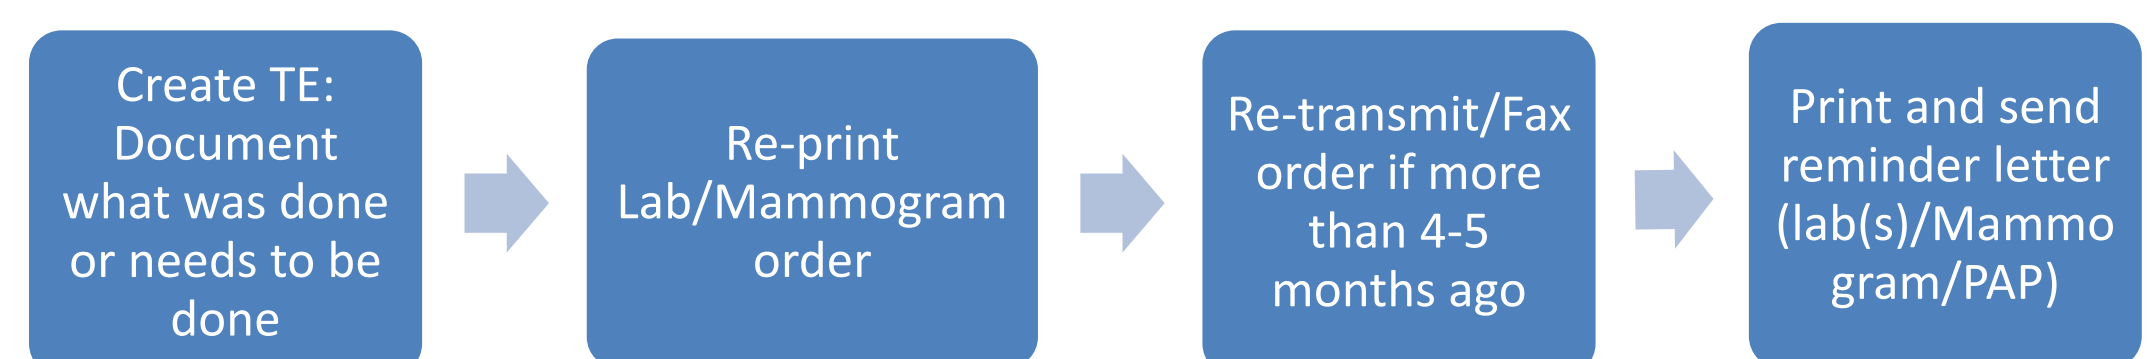 Create TE:
Document
what was done
or needs to be
done
Re-print
Lab/Mammogram
order
Re-transmit/Fax
order if more
than 4-5
months ago
Print and send
reminder letter
(lab(s)/Mammo
gram/PAP)